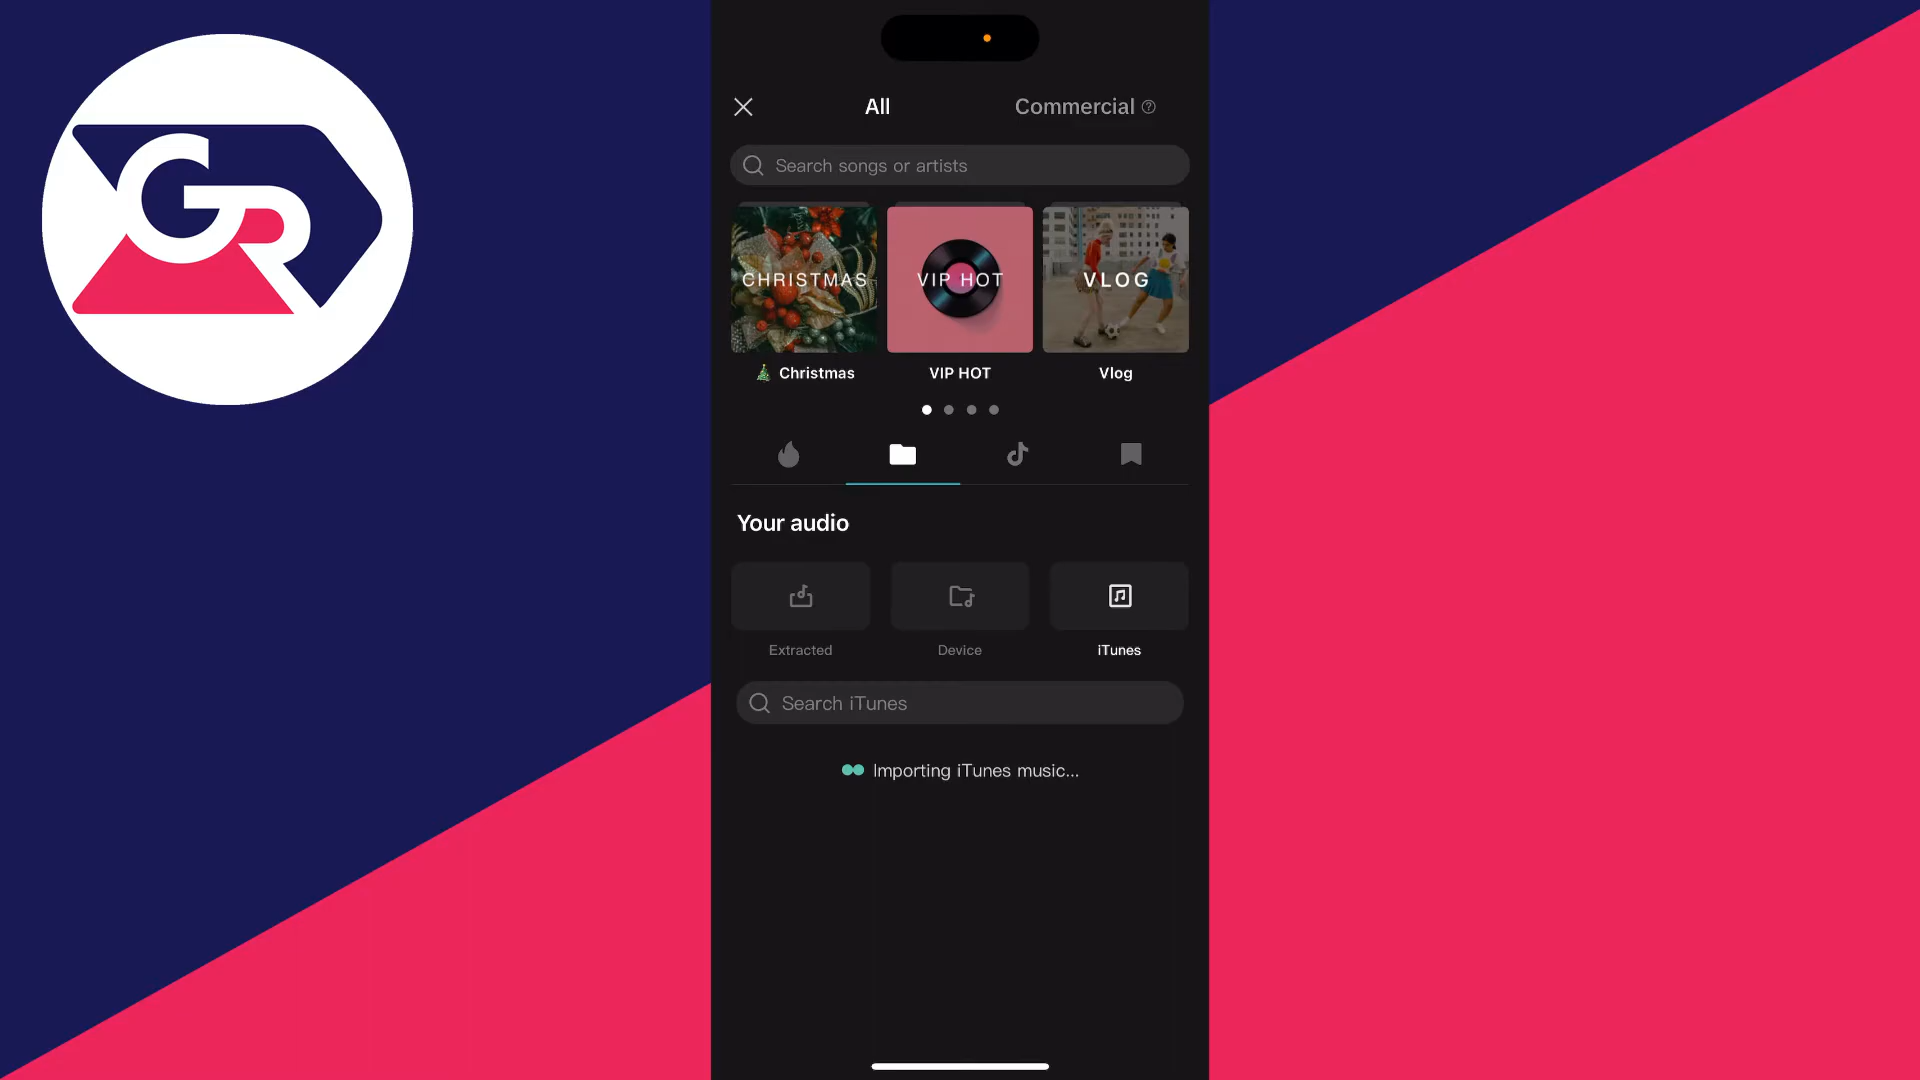 GR
All
Commercial
Search songs or artists
CHRISTMAS
VIP HOT
VLOG
Christmas
VIP HOT
Vlog
Your audio
Extracted
Device
iTunes
Search iTunes
Importing iTunes music...